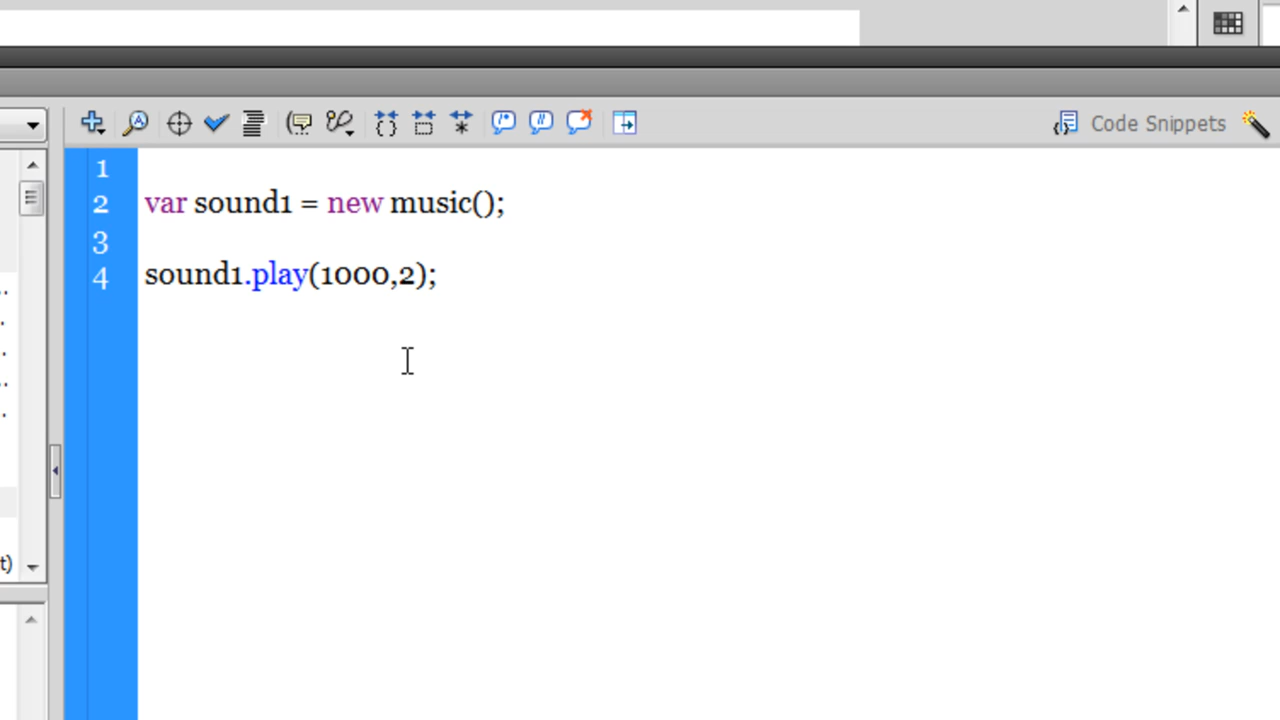 Code Snippets
1
2 var sound1 = new music();
3
4 sound1.play(1000,2);
t)